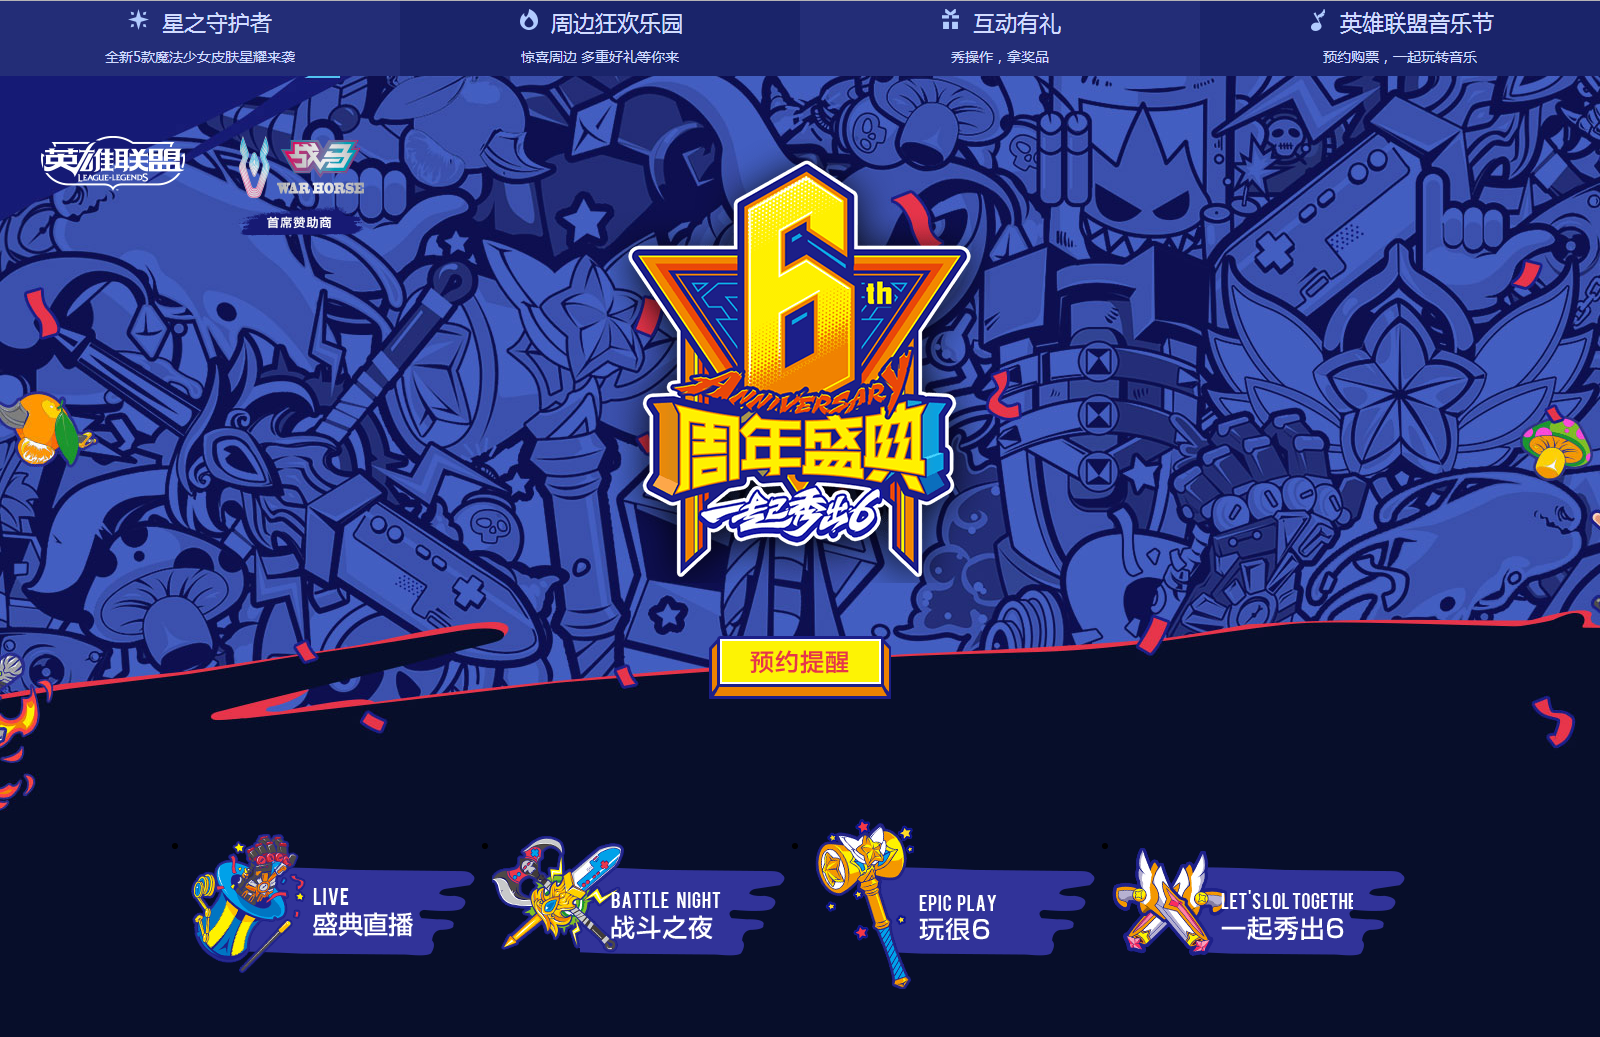 星之守护者
全新5款魔法少女皮肤星耀来袭
周边狂欢乐园
惊喜周边 多重好礼等你来
互动有礼
秀操作，拿奖品
英雄联盟音乐节
预约购票，一起玩转音乐
英雄联盟
LEAGUE of LEGENDS
战马
WAR HORSE
首席赞助商
6th
ANNIVERSARY
周年盛典
一起秀出6
预约提醒
LIVE
盛典直播
BATTLE NIGHT
战斗之夜
EPIC PLAY
玩很6
LET'S LOL TOGETHE
一起秀出6